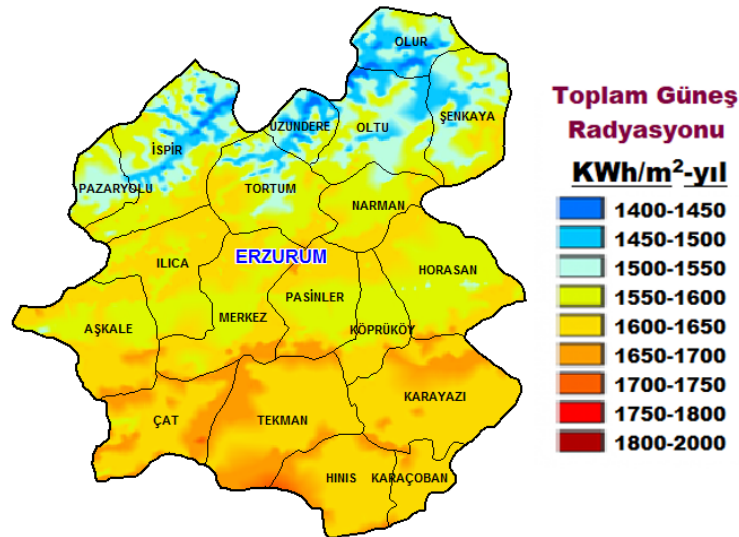 OLUR
ŞENKAYA
UZUNDERE
OLTU
İSPİR
PAZARYOLU
TORTUM
NARMAN
ERZURUM
ILICA
HORASAN
PASİNLER
MERKEZ
AŞKALE
KÖPRÜKÖY
KARAYAZI
ÇAT
TEKMAN
HINIS
KARAÇOBAN
Toplam Güneş
Radyasyonu
KWh/m²-yıl
1400-1450
1450-1500
1500-1550
1550-1600
1600-1650
1650-1700
1700-1750
1750-1800
1800-2000